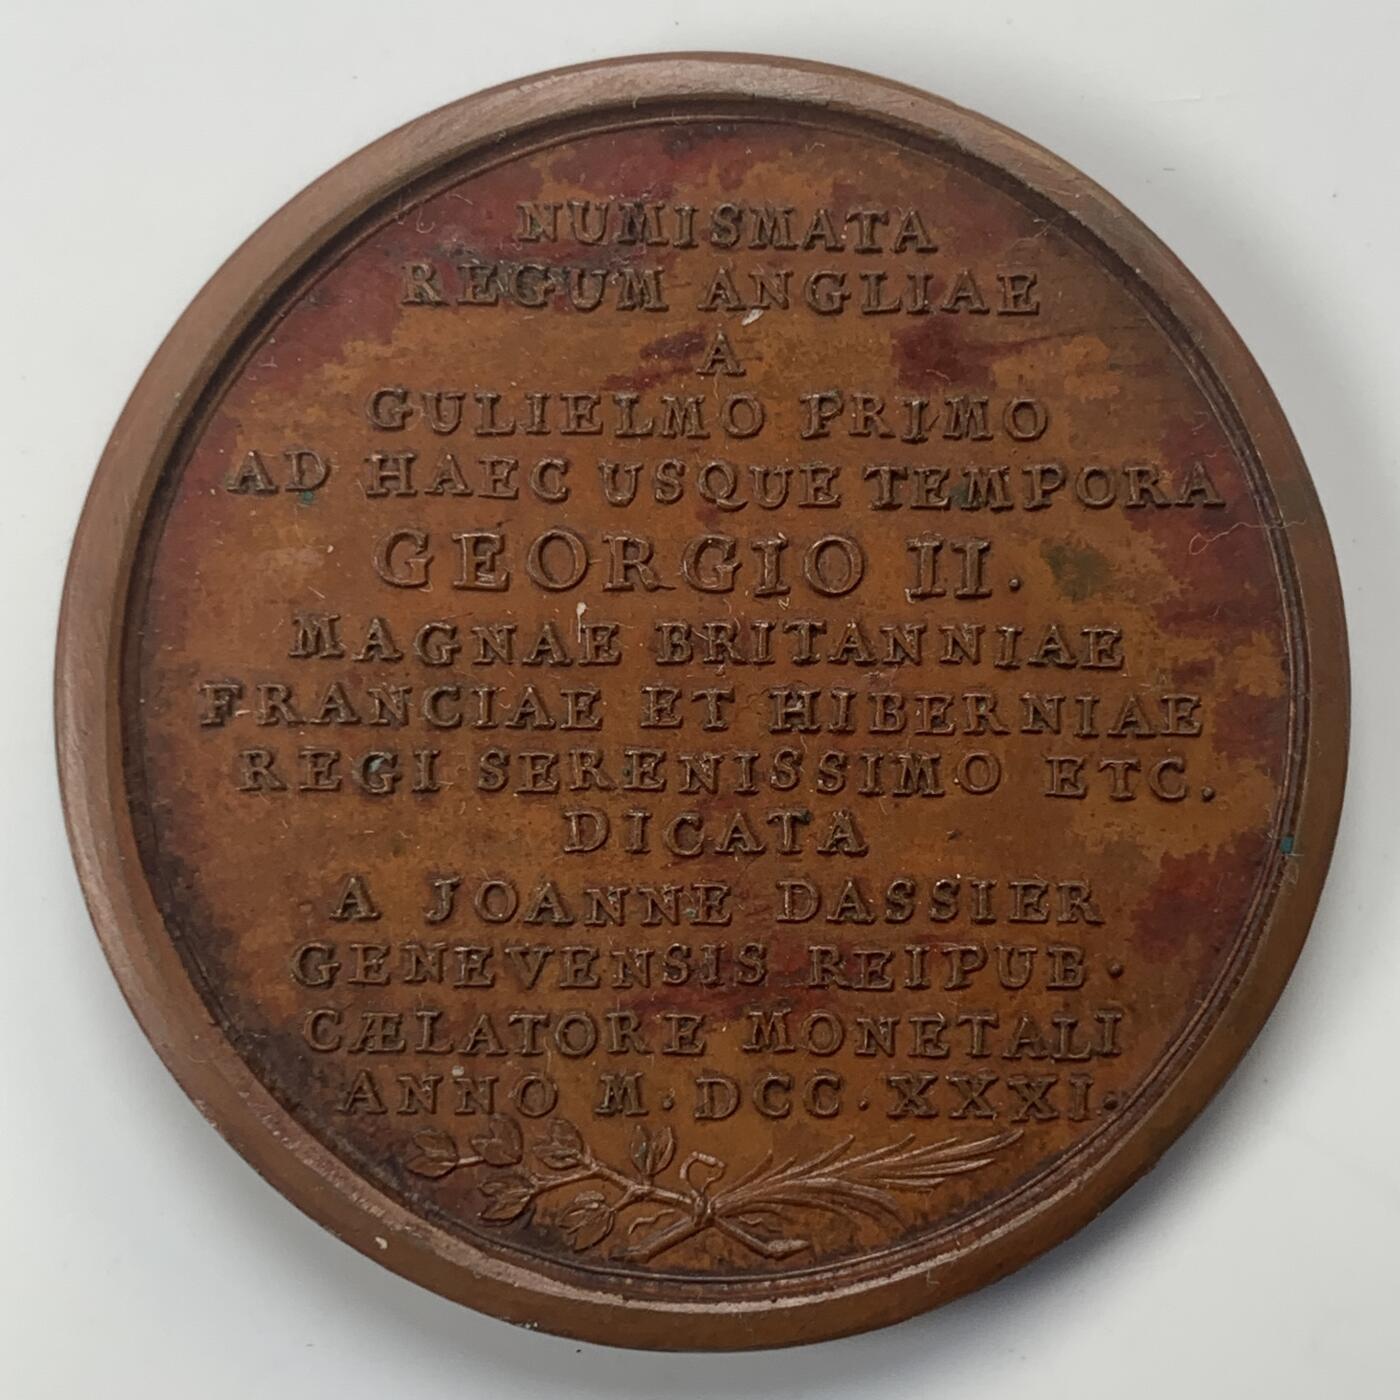 NUMISMATA
REGUM ANGLIAE
A
GULIELMO PRIMO
AD HAEC USQUE TEMPORA
GEORGIO II.
MAGNAE BRITANNIAE
FRANCIAE ET HIBERNIAE
REGI SERENISSIMO ETC.
DICATA
A JOANNE DASSIER
GENEVENSIS REIPUB·
CÆLATORE MONETALI
ANNO M·DCC·XXXI·